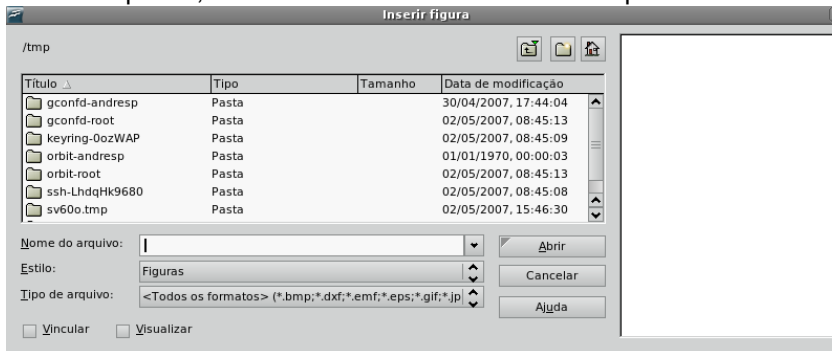 Inserir figura
/tmp
Título Tipo Tamanho Data de modificação
gconfd-andresp Pasta 30/04/2007, 17:44:04
gconfd-root Pasta 02/05/2007, 08:45:13
keyring-0ozWAP Pasta 02/05/2007, 08:45:09
orbit-andresp Pasta 01/01/1970, 00:00:03
orbit-root Pasta 02/05/2007, 08:45:13
ssh-LhdqHk9680 Pasta 02/05/2007, 08:45:08
sv60o.tmp Pasta 02/05/2007, 15:46:30
Nome do arquivo: Abrir
Estilo: Figuras Cancelar
Tipo de arquivo: <Todos os formatos> (*.bmp;*.dxf;*.emf;*.eps;*.gif;*.jp Ajuda
Vincular Visualizar